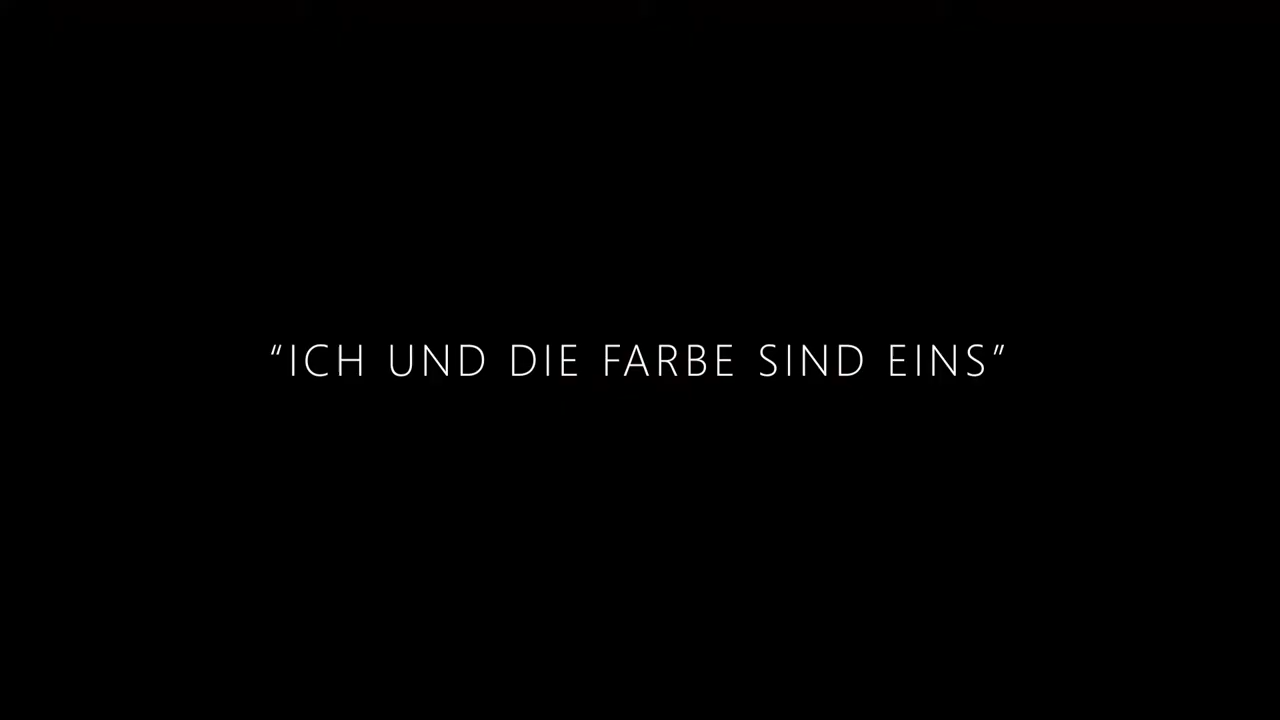 “ICH UND DIE FARBE SIND EINS”